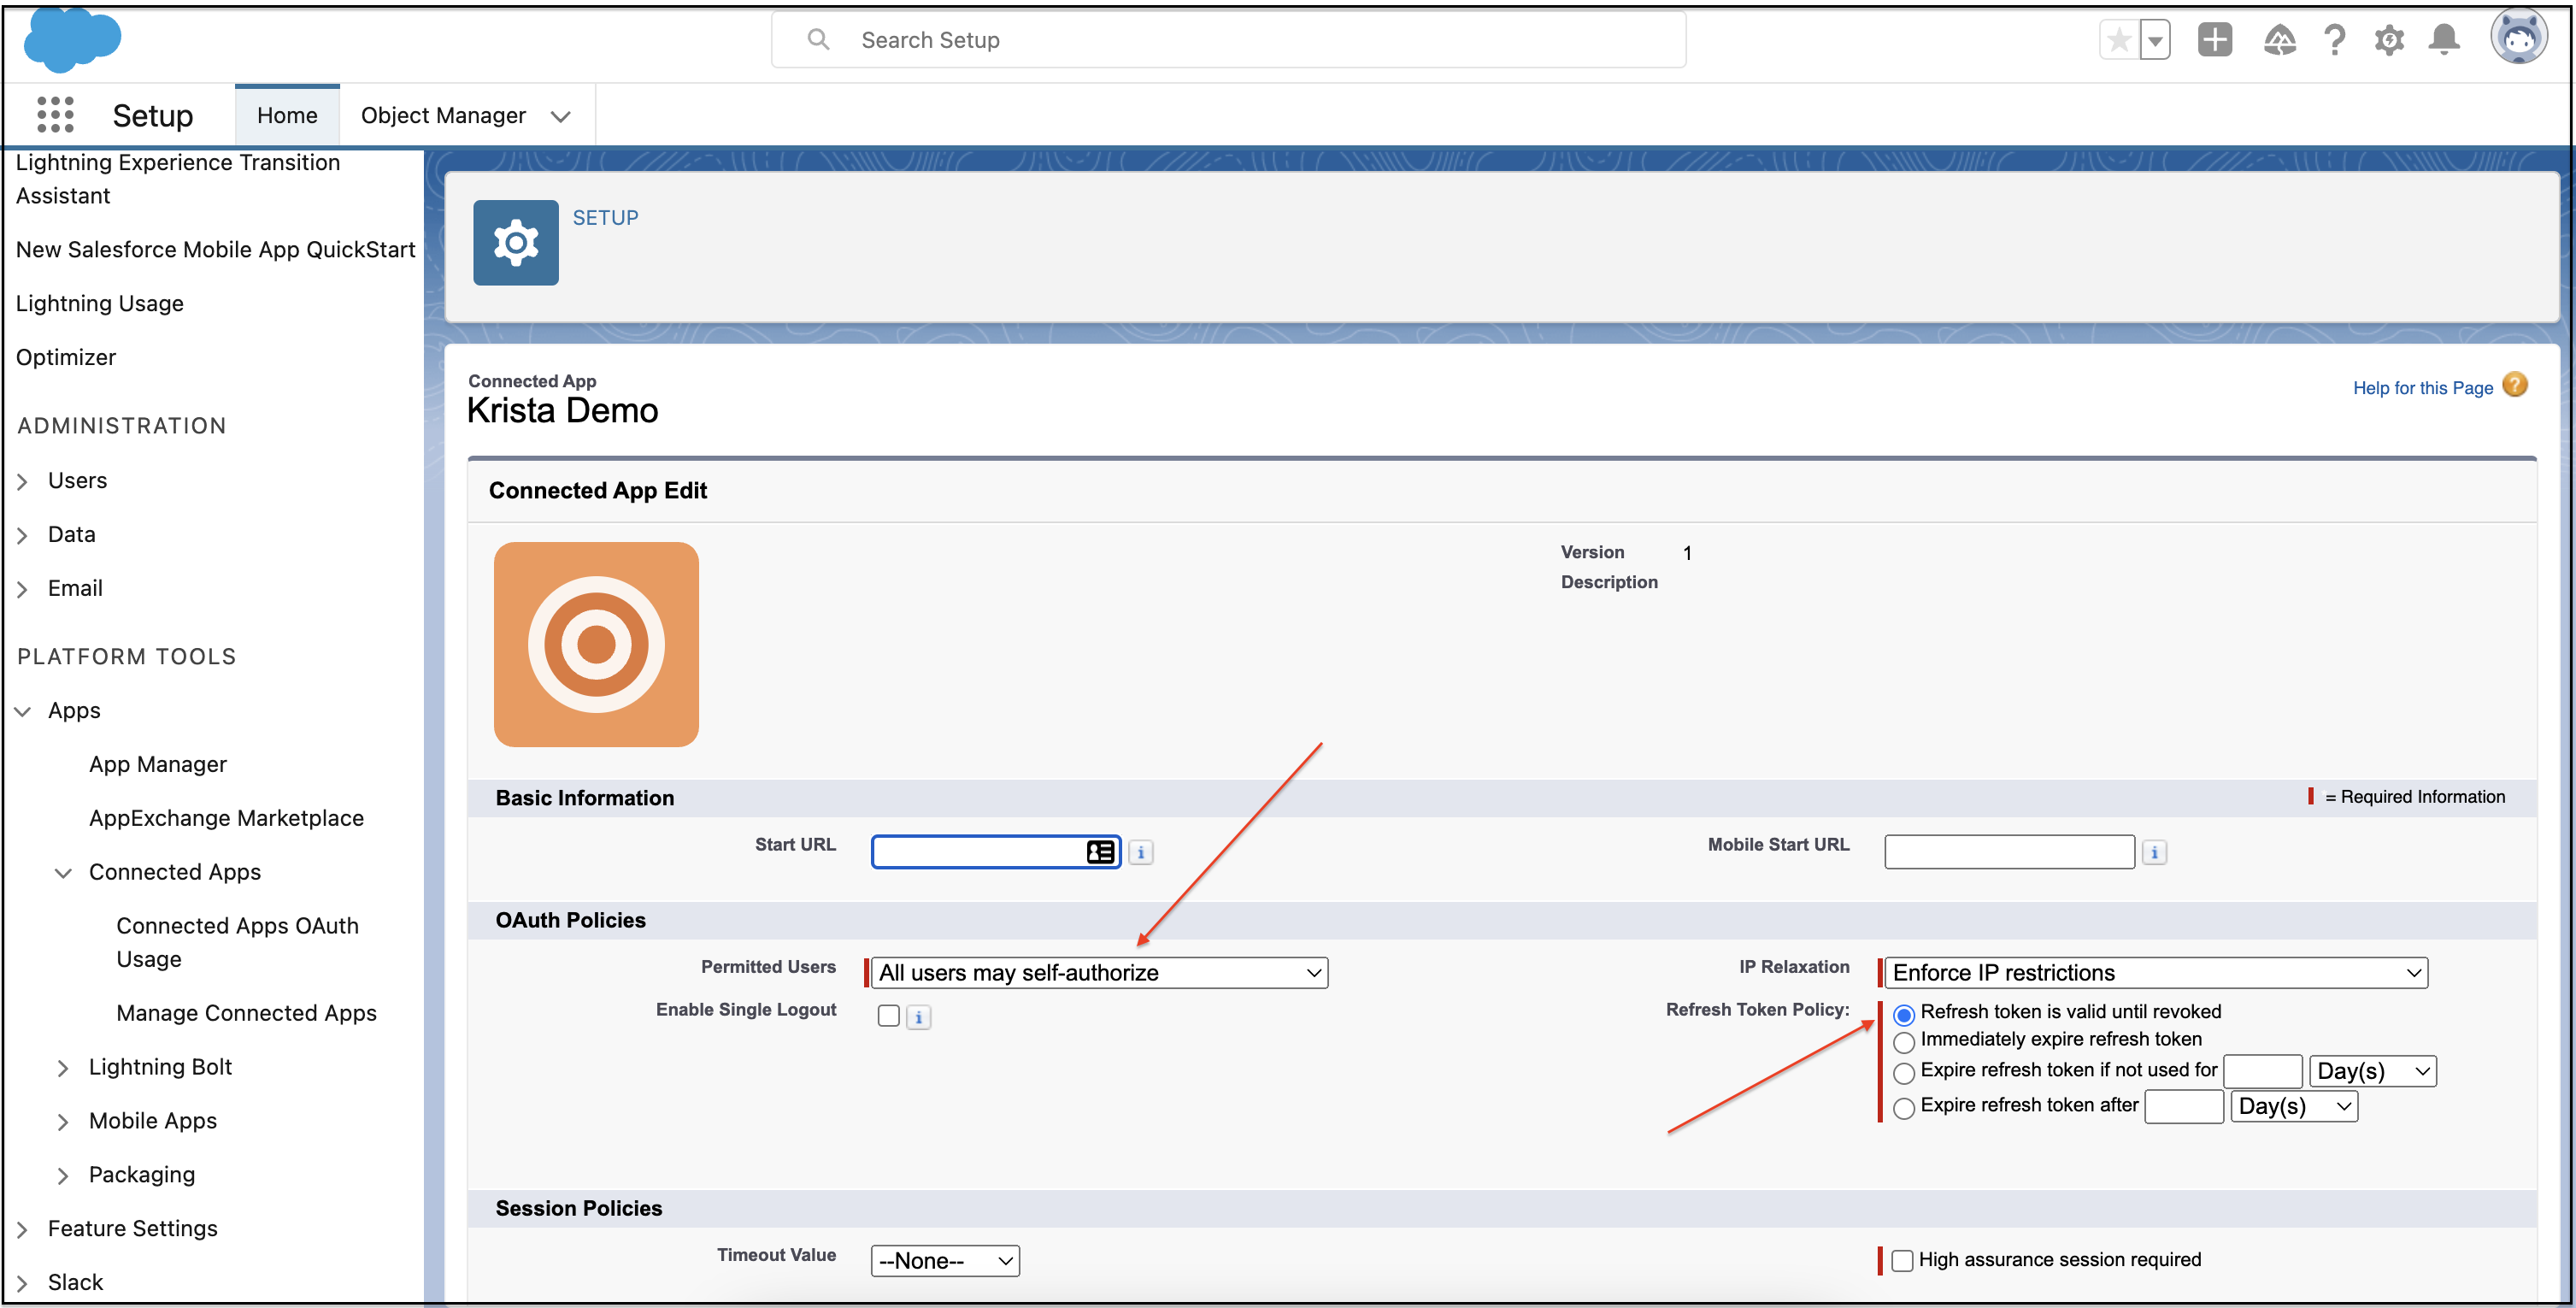 Search Setup
Setup
Home
Object Manager
Lightning Experience Transition
Assistant
New Salesforce Mobile App QuickStart
Lightning Usage
Optimizer
ADMINISTRATION
Users
Data
Email
PLATFORM TOOLS
Apps
App Manager
AppExchange Marketplace
Connected Apps
Connected Apps OAuth
Usage
Manage Connected Apps
Lightning Bolt
Mobile Apps
Packaging
Feature Settings
Slack
SETUP
Connected App
Krista Demo
Help for this Page ?
Connected App Edit
Version 1
Description
Basic Information
= Required Information
Start URL
i
Mobile Start URL
i
OAuth Policies
Permitted Users All users may self-authorize
IP Relaxation Enforce IP restrictions
Enable Single Logout
i
Refresh Token Policy: Refresh token is valid until revoked
Immediately expire refresh token
Expire refresh token if not used for Day(s)
Expire refresh token after Day(s)
Session Policies
Timeout Value --None--
High assurance session required